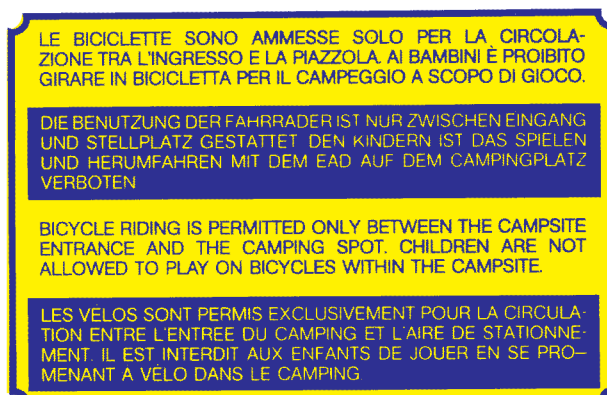 LE BICICLETTE SONO AMMESSE SOLO PER LA CIRCOLA-
ZIONE TRA L'INGRESSO E LA PIAZZOLA. AI BAMBINI È PROIBITO
GIRARE IN BICICLETTA PER IL CAMPEGGIO A SCOPO DI GIOCO.
DIE BENUTZUNG DER FAHRRADER IST NUR ZWISCHEN EINGANG
UND STELLPLATZ GESTATTET DEN KINDERN IST DAS SPIELEN
UND HERUMFAHREN MIT DEM EAD AUF DEM CAMPINGPLATZ
VERBOTEN
BICYCLE RIDING IS PERMITTED ONLY BETWEEN THE CAMPSITE
ENTRANCE AND THE CAMPING SPOT. CHILDREN ARE NOT
ALLOWED TO PLAY ON BICYCLES WITHIN THE CAMPSITE.
LES VÉLOS SONT PERMIS EXCLUSIVEMENT POUR LA CIRCULA-
TION ENTRE L'ENTREE DU CAMPING ET L'AIRE DE STATIONNE-
MENT. IL EST INTERDIT AUX ENFANTS DE JOUER EN SE PRO–
MENANT A VÉLO DANS LE CAMPING.